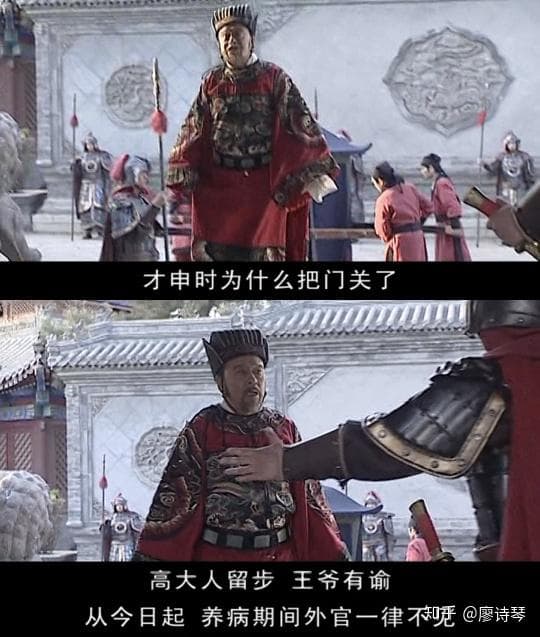 才申时为什么把门关了
高大人留步 王爷有谕
从今日起 养病期间外官一律不见
知乎 @廖诗琴